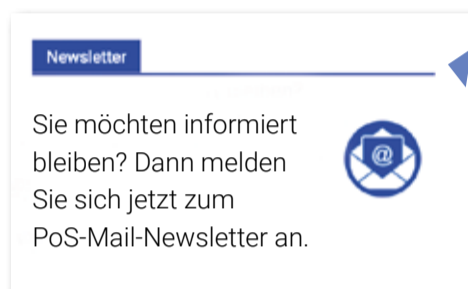 Newsletter
Sie möchten informiert
bleiben? Dann melden
Sie sich jetzt zum
PoS-Mail-Newsletter an.
@